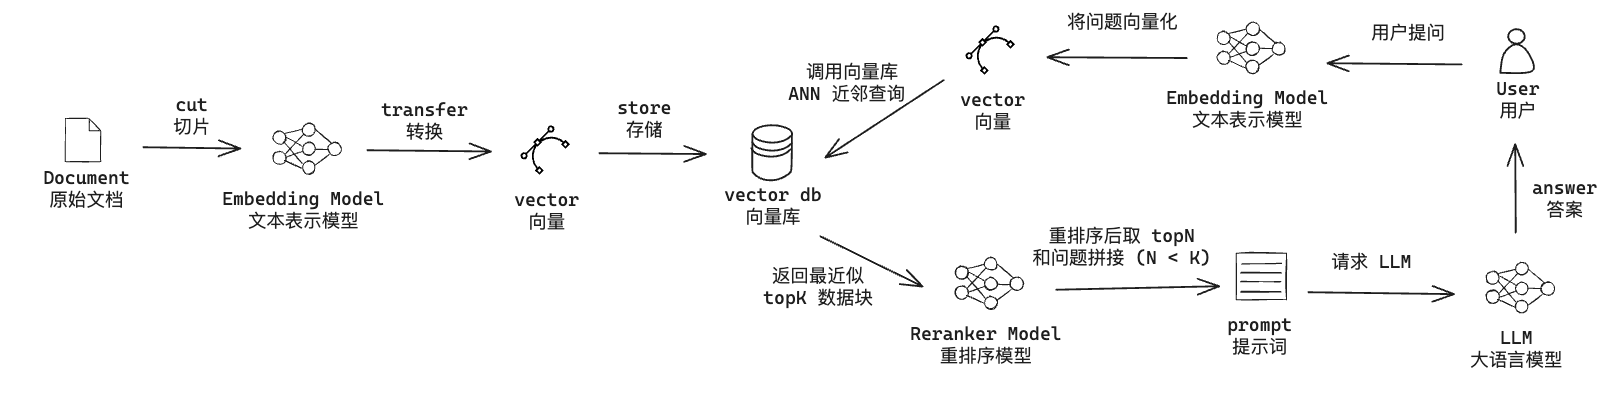 cut
切片
Document
原始文档
Embedding Model
文本表示模型
transfer
转换
vector
向量
store
存储
vector db
向量库
调用向量库
ANN 近邻查询
vector
向量
将问题向量化
Embedding Model
文本表示模型
用户提问
User
用户
返回最近似
topK 数据块
Reranker Model
重排序模型
重排序后取 topN
和问题拼接 (N < K)
prompt
提示词
请求 LLM
LLM
大语言模型
answer
答案